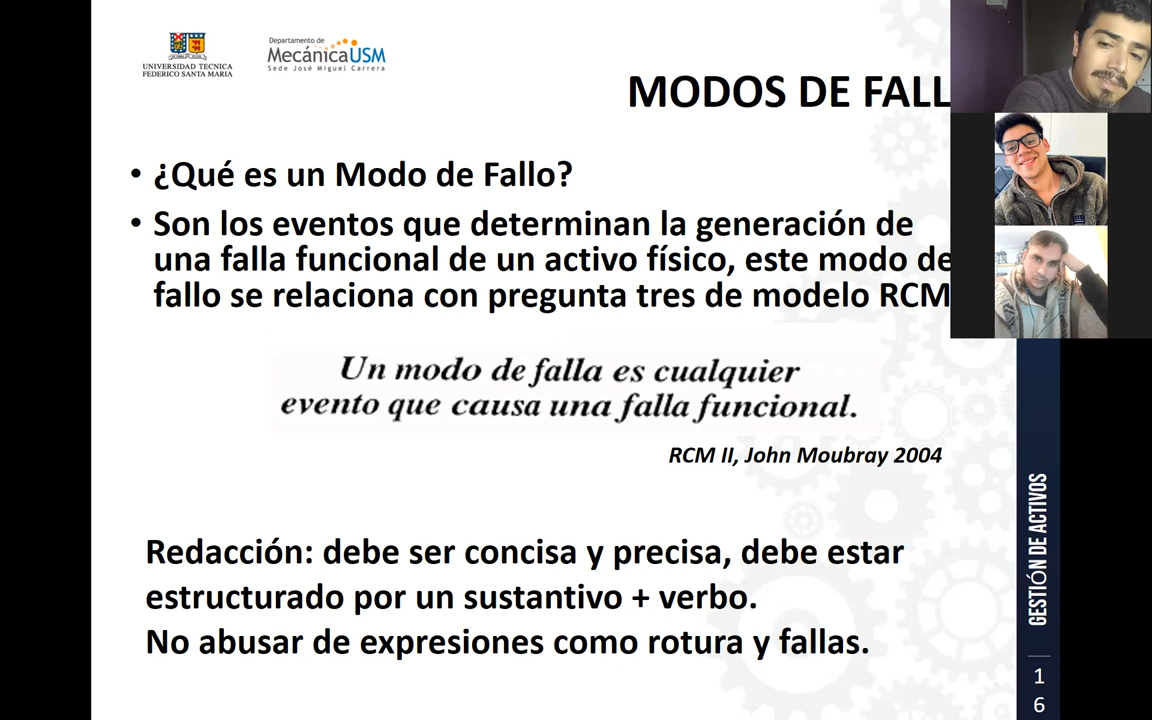 UNIVERSIDAD TECNICA
FEDERICO SANTA MARIA
Departamento de
MecánicaUSM
Sede José Miguel Carrera
MODOS DE FALL
• ¿Qué es un Modo de Fallo?
• Son los eventos que determinan la generación de
una falla funcional de un activo físico, este modo de
fallo se relaciona con pregunta tres de modelo RCM
Un modo de falla es cualquier
evento que causa una falla funcional.
RCM II, John Moubray 2004
Redacción: debe ser concisa y precisa, debe estar
estructurado por un sustantivo + verbo.
No abusar de expresiones como rotura y fallas.
GESTIÓN DE ACTIVOS
1
6